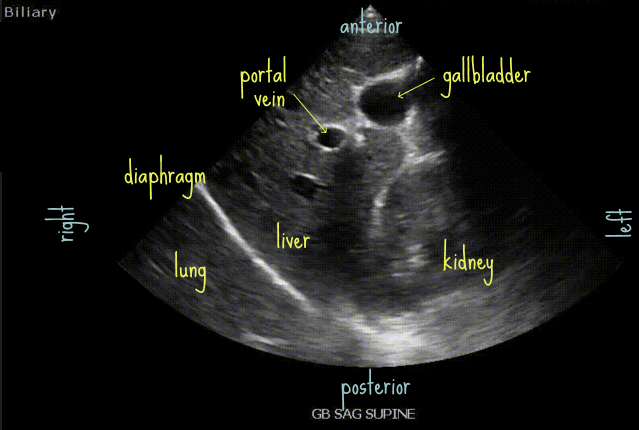 Biliary
anterior
portal
vein
gallbladder
diaphragm
right
left
liver
lung
kidney
posterior
GB SAG SUPINE